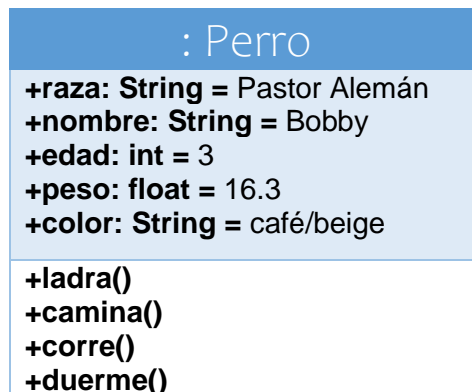 : Perro
+raza: String = Pastor Alemán
+nombre: String = Bobby
+edad: int = 3
+peso: float = 16.3
+color: String = café/beige
+ladra()
+camina()
+corre()
+duerme()